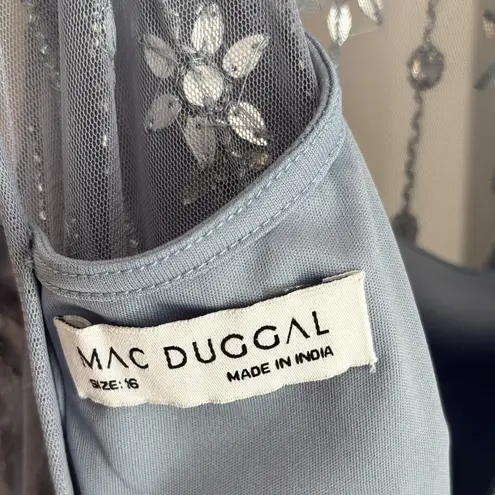 MAC DUGGAL
SIZE: 16 MADE IN INDIA